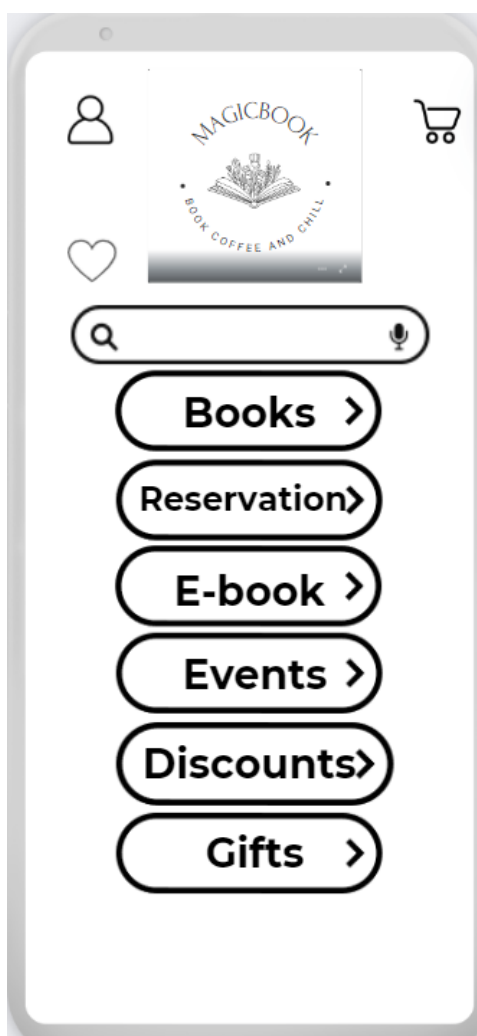 MAGICBOOK
• BOOK COFFEE AND CHILL •
Books
Reservation
E-book
Events
Discounts
Gifts